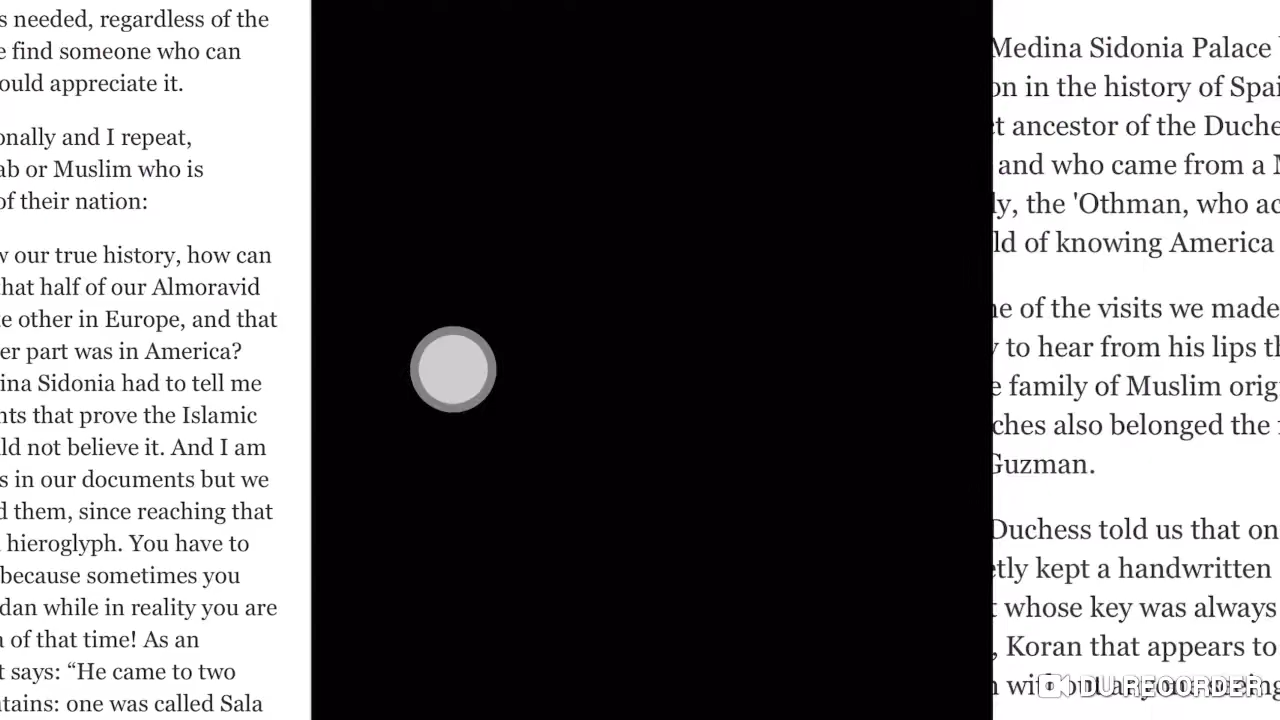 s needed, regardless of the
e find someone who can
ould appreciate it.
onally and I repeat,
ab or Muslim who is
of their nation:
w our true history, how can
that half of our Almoravid
e other in Europe, and that
er part was in America?
ina Sidonia had to tell me
nts that prove the Islamic
ld not believe it. And I am
s in our documents but we
d them, since reaching that
hieroglyph. You have to
because sometimes you
dan while in reality you are
a of that time! As an
t says: “He came to two
ntains: one was called Sala
Medina Sidonia Palace
on in the history of Spai
ct ancestor of the Duche
and who came from a M
ly, the 'Othman, who ac
ld of knowing America
ne of the visits we made
y to hear from his lips th
e family of Muslim orig
ches also belonged the f
Guzman.
Duchess told us that on
etly kept a handwritten
t whose key was always
, Koran that appears to
n without anyone seeing
DU RECORDER